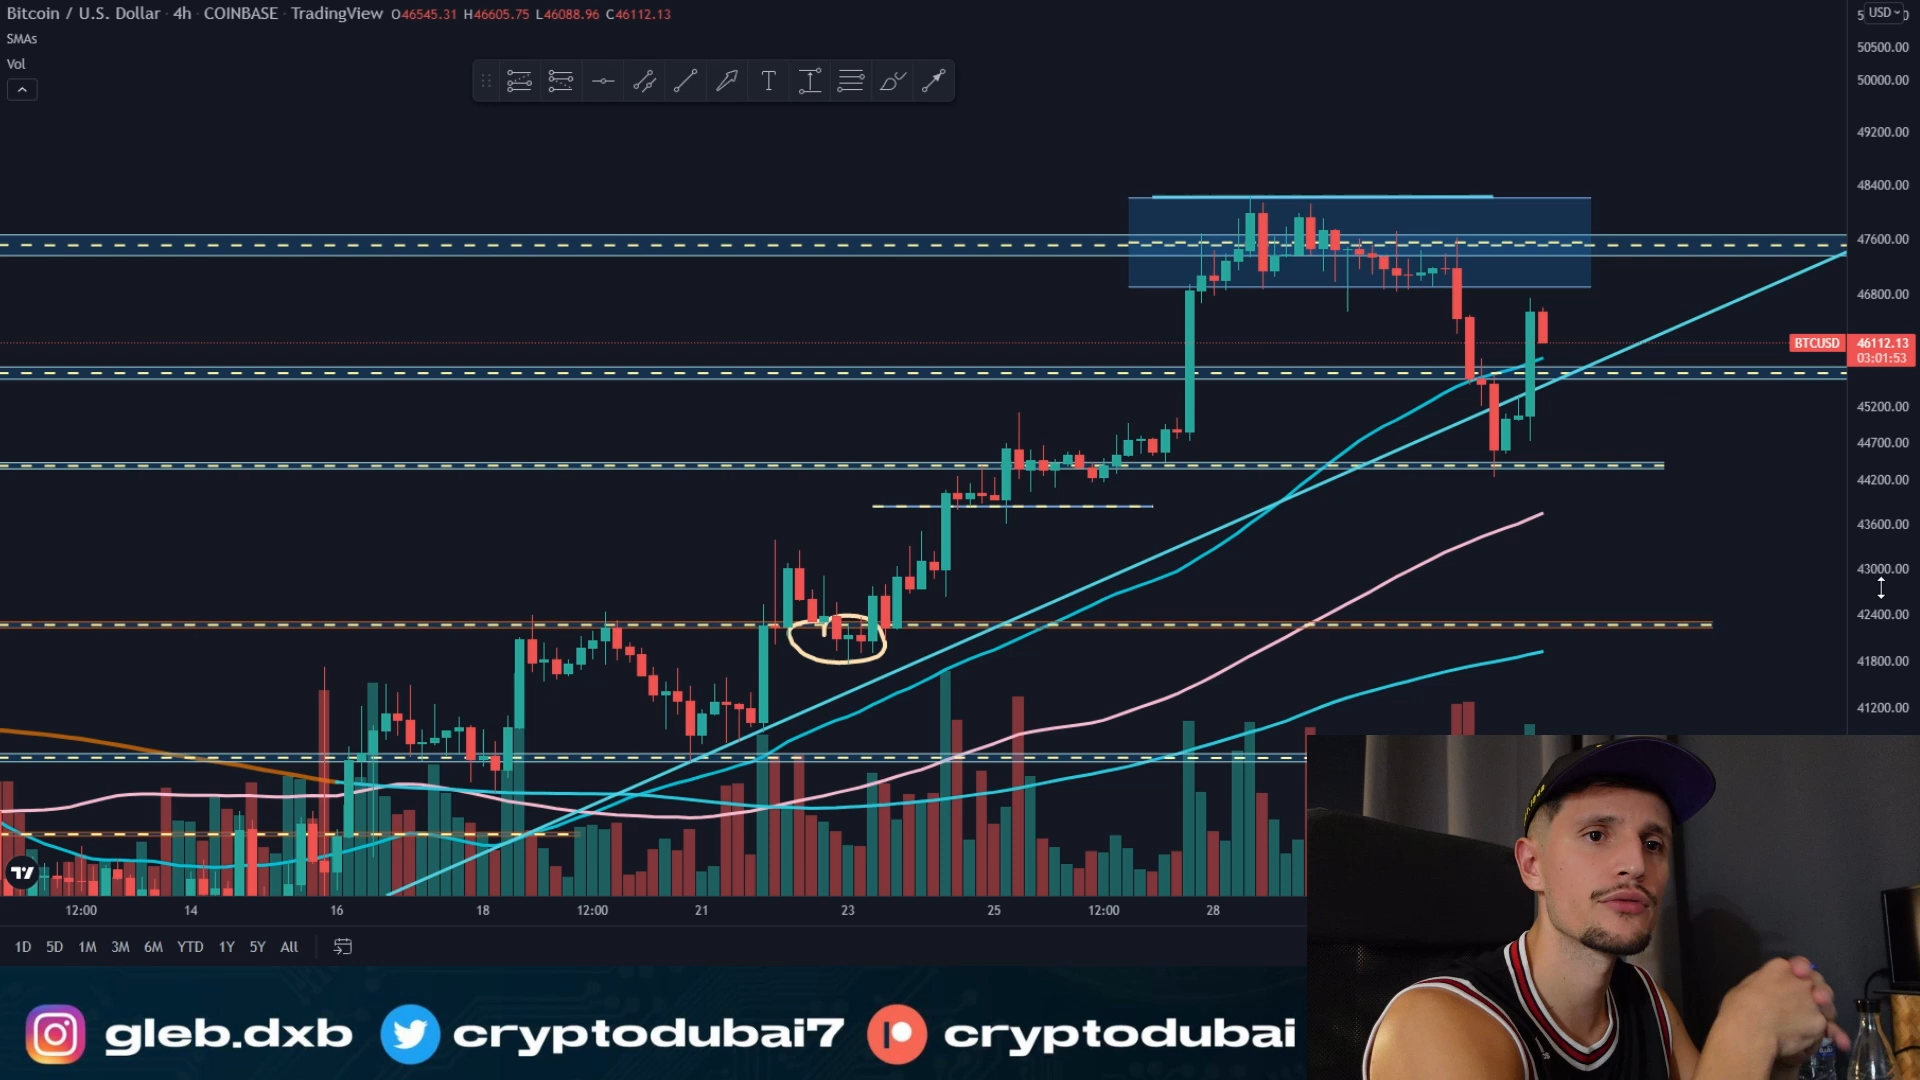 Bitcoin / U.S. Dollar · 4h · COINBASE · TradingView O46545.31 H46605.75 L46088.96 C46112.13
SMAs
Vol
USD
50500.00
50000.00
49200.00
48400.00
47600.00
46800.00
BTCUSD 46112.13
03:01:53
45200.00
44700.00
44200.00
43600.00
43000.00
42400.00
41800.00
41200.00
12:00 14 16 18 12:00 21 23 25 12:00 28
1D 5D 1M 3M 6M YTD 1Y 5Y All
gleb.dxb cryptodubai7 cryptodubai